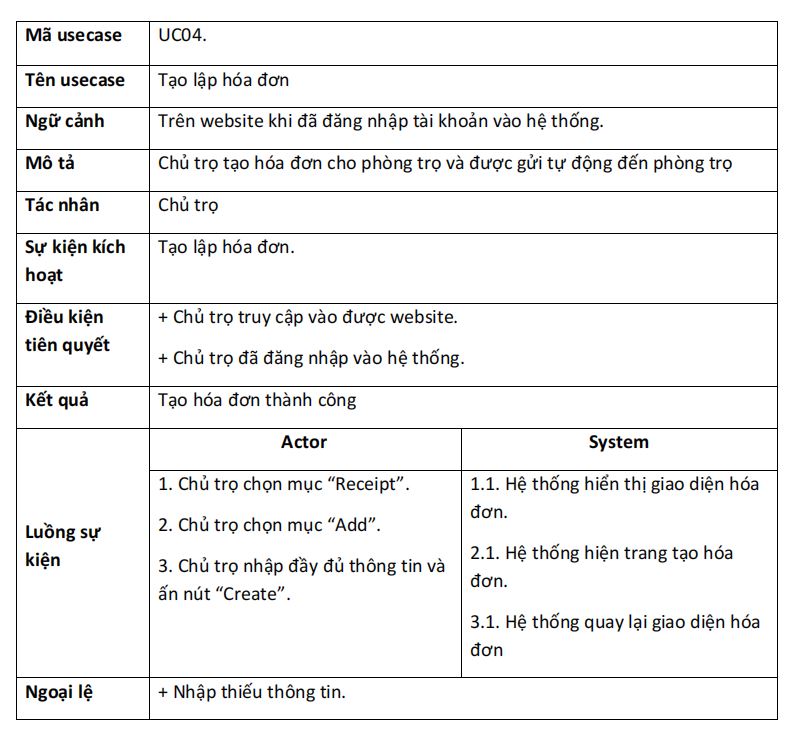 Mã usecase
UC04.
Tên usecase
Tạo lập hóa đơn
Ngữ cảnh
Trên website khi đã đăng nhập tài khoản vào hệ thống.
Mô tả
Chủ trọ tạo hóa đơn cho phòng trọ và được gửi tự động đến phòng trọ
Tác nhân
Chủ trọ
Sự kiện kích
hoạt
Tạo lập hóa đơn.
Điều kiện
tiên quyết
+ Chủ trọ truy cập vào được website.
+ Chủ trọ đã đăng nhập vào hệ thống.
Kết quả
Tạo hóa đơn thành công
Luồng sự
kiện
Actor
1. Chủ trọ chọn mục “Receipt”.
2. Chủ trọ chọn mục “Add”.
3. Chủ trọ nhập đầy đủ thông tin và
ấn nút “Create”.
System
1.1. Hệ thống hiển thị giao diện hóa
đơn.
2.1. Hệ thống hiện trang tạo hóa
đơn.
3.1. Hệ thống quay lại giao diện hóa
đơn
Ngoại lệ
+ Nhập thiếu thông tin.